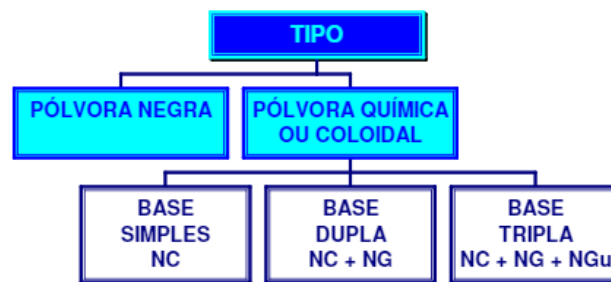 TIPO
PÓLVORA NEGRA
PÓLVORA QUÍMICA
OU COLOIDAL
BASE
SIMPLES
NC
BASE
DUPLA
NC + NG
BASE
TRIPLA
NC + NG + NGu